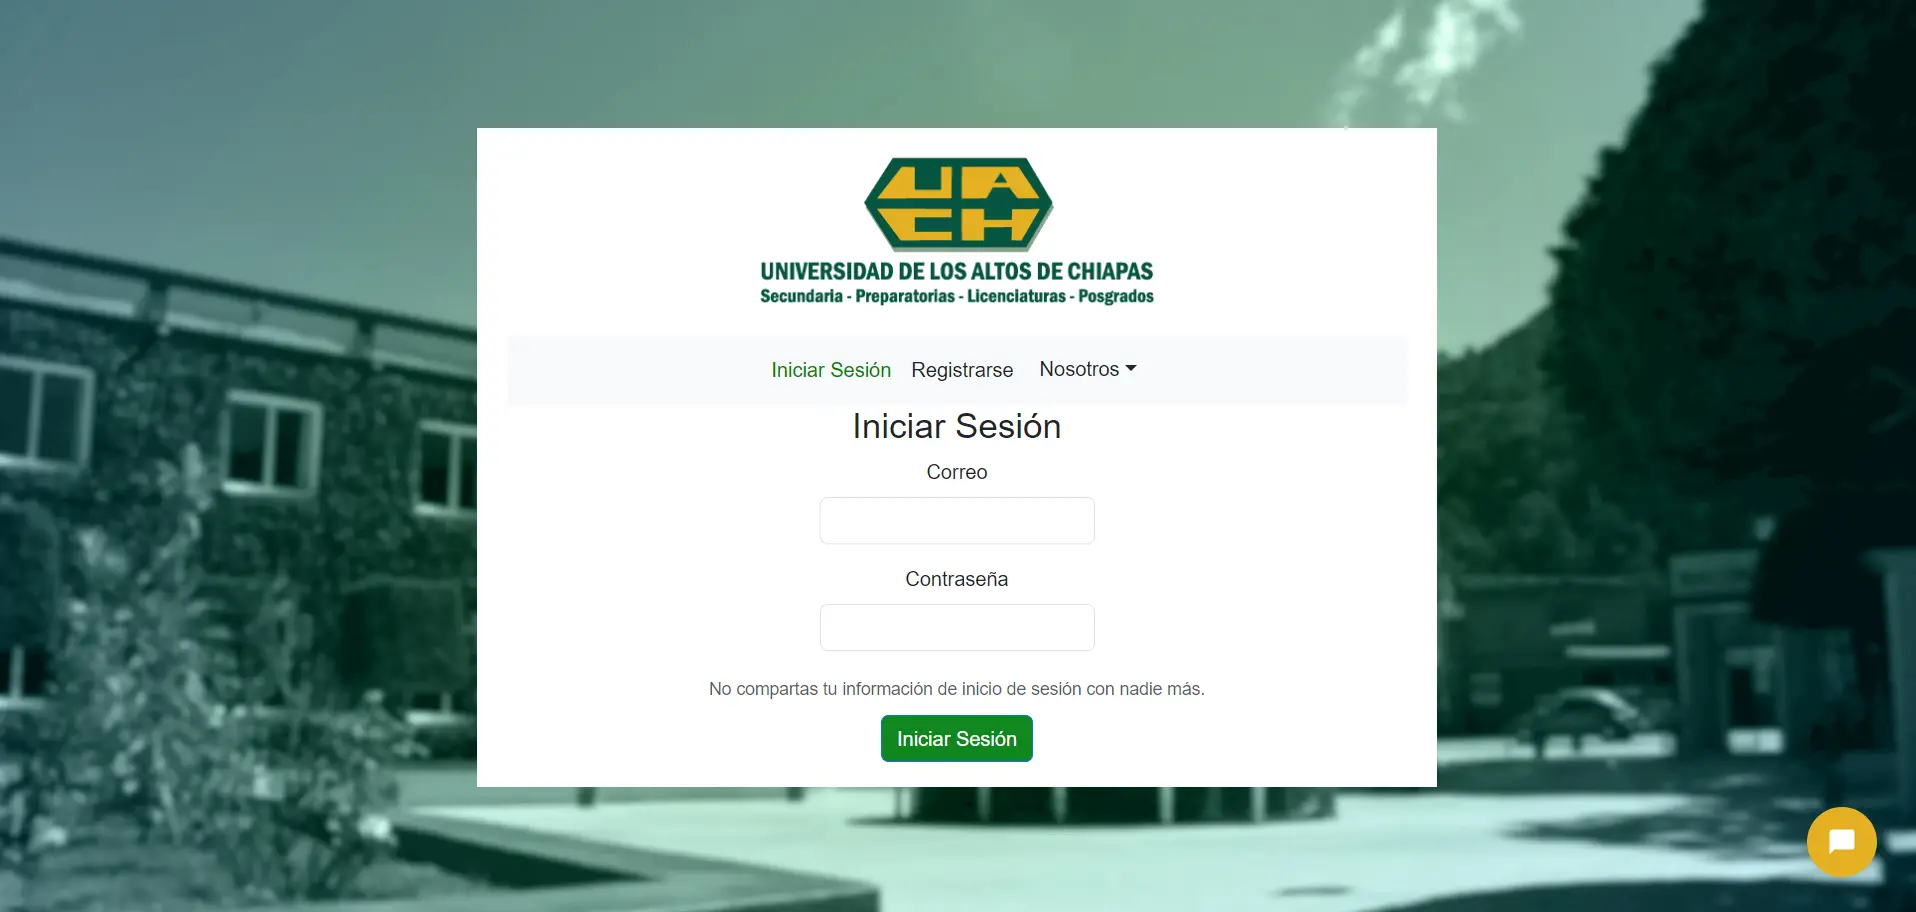 UACH
UNIVERSIDAD DE LOS ALTOS DE CHIAPAS
Secundaria - Preparatorias - Licenciaturas - Posgrados
Iniciar Sesión Registrarse Nosotros
Iniciar Sesión
Correo
Contraseña
No compartas tu información de inicio de sesión con nadie más.
Iniciar Sesión